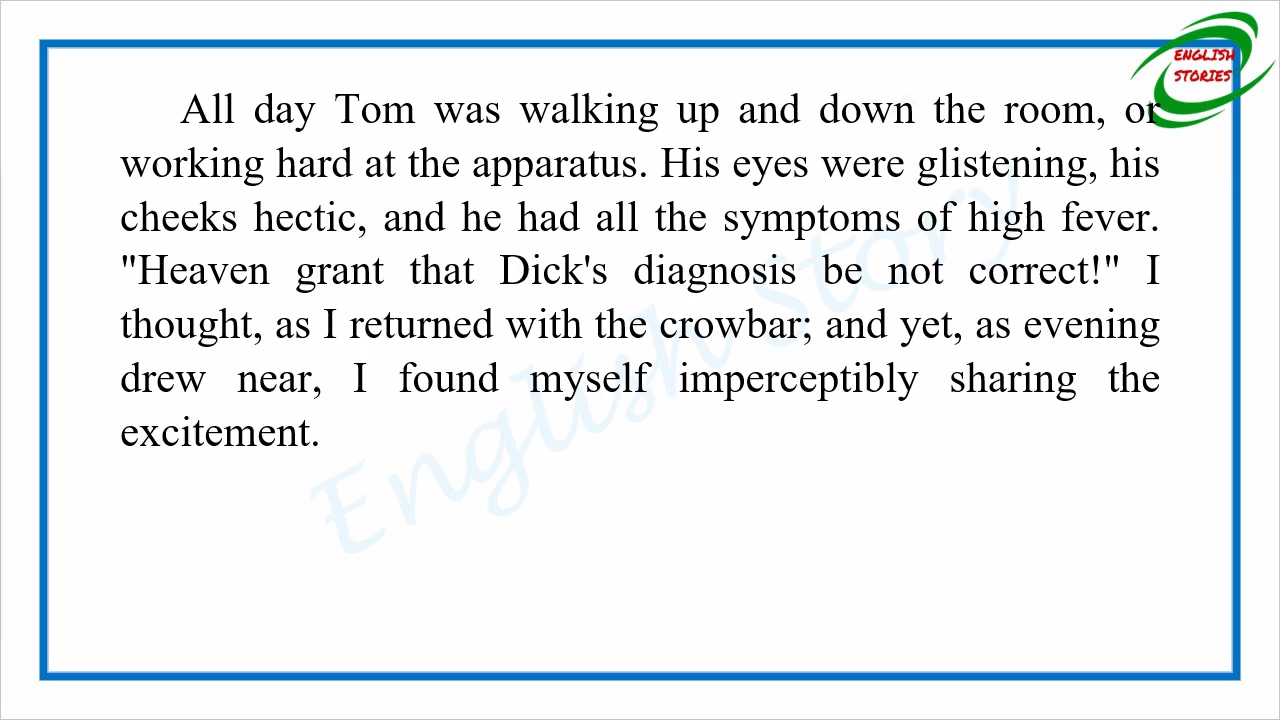 ENGLISH
STORIES
All day Tom was walking up and down the room, or
working hard at the apparatus. His eyes were glistening, his
cheeks hectic, and he had all the symptoms of high fever.
"Heaven grant that Dick's diagnosis be not correct!" I
thought, as I returned with the crowbar; and yet, as evening
drew near, I found myself imperceptibly sharing the
excitement.
English Story